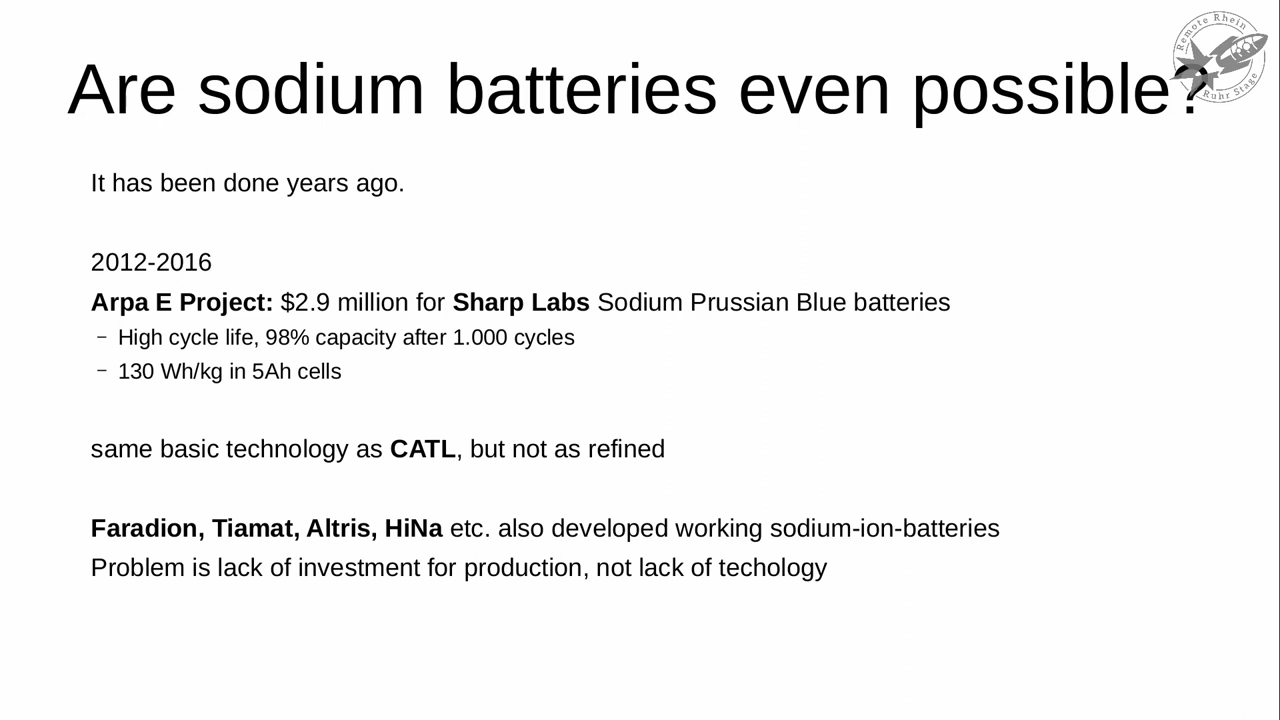 Are sodium batteries even possible?
Remote Rhein
Ruhr Stage
It has been done years ago.
2012-2016
Arpa E Project: $2.9 million for Sharp Labs Sodium Prussian Blue batteries
– High cycle life, 98% capacity after 1.000 cycles
– 130 Wh/kg in 5Ah cells
same basic technology as CATL, but not as refined
Faradion, Tiamat, Altris, HiNa etc. also developed working sodium-ion-batteries
Problem is lack of investment for production, not lack of techology